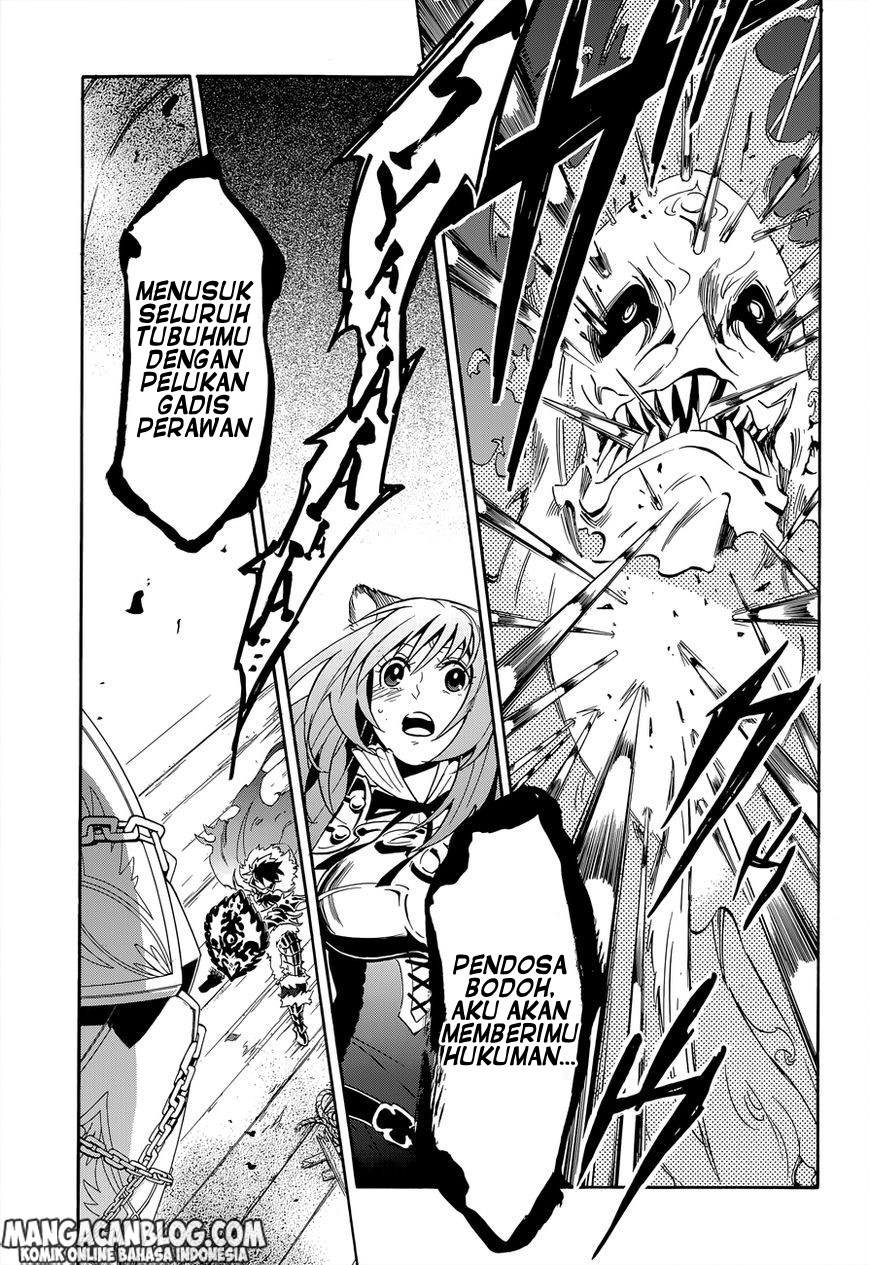 SYAAAAAAAA
PENDOSA
BODOH,
AKU AKAN
MEMBERIMU
HUKUMAN...
MENUSUK
SELURUH
TUBUHMU
DENGAN
PELUKAN
GADIS
PERAWAN
MANGACANBLOG.COM
KOMIK ONLINE BAHASA INDONESIA